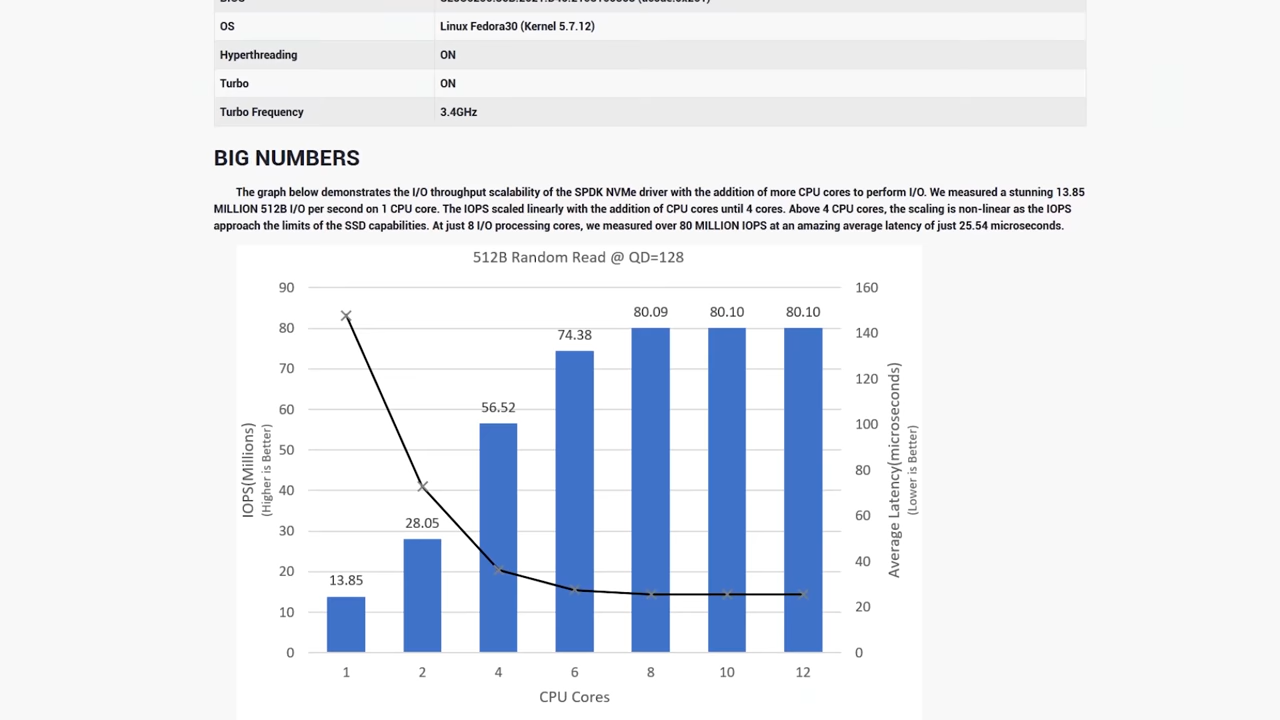 OS Linux Fedora30 (Kernel 5.7.12)
Hyperthreading ON
Turbo ON
Turbo Frequency 3.4GHz
BIG NUMBERS
The graph below demonstrates the I/O throughput scalability of the SPDK NVMe driver with the addition of more CPU cores to perform I/O. We measured a stunning 13.85
MILLION 512B I/O per second on 1 CPU core. The IOPS scaled linearly with the addition of CPU cores until 4 cores. Above 4 CPU cores, the scaling is non-linear as the IOPS
approach the limits of the SSD capabilities. At just 8 I/O processing cores, we measured over 80 MILLION IOPS at an amazing average latency of just 25.54 microseconds.
512B Random Read @ QD=128
90 160
80.09 80.10 80.10
80 140
74.38
70 120
60 100
56.52
50 80
40 60
30 40
28.05
20 20
13.85
10
0 0
IOPS(Millions)
(Higher is Better)
Average Latency(microseconds)
(Lower is Better)
1 2 4 6 8 10 12
CPU Cores